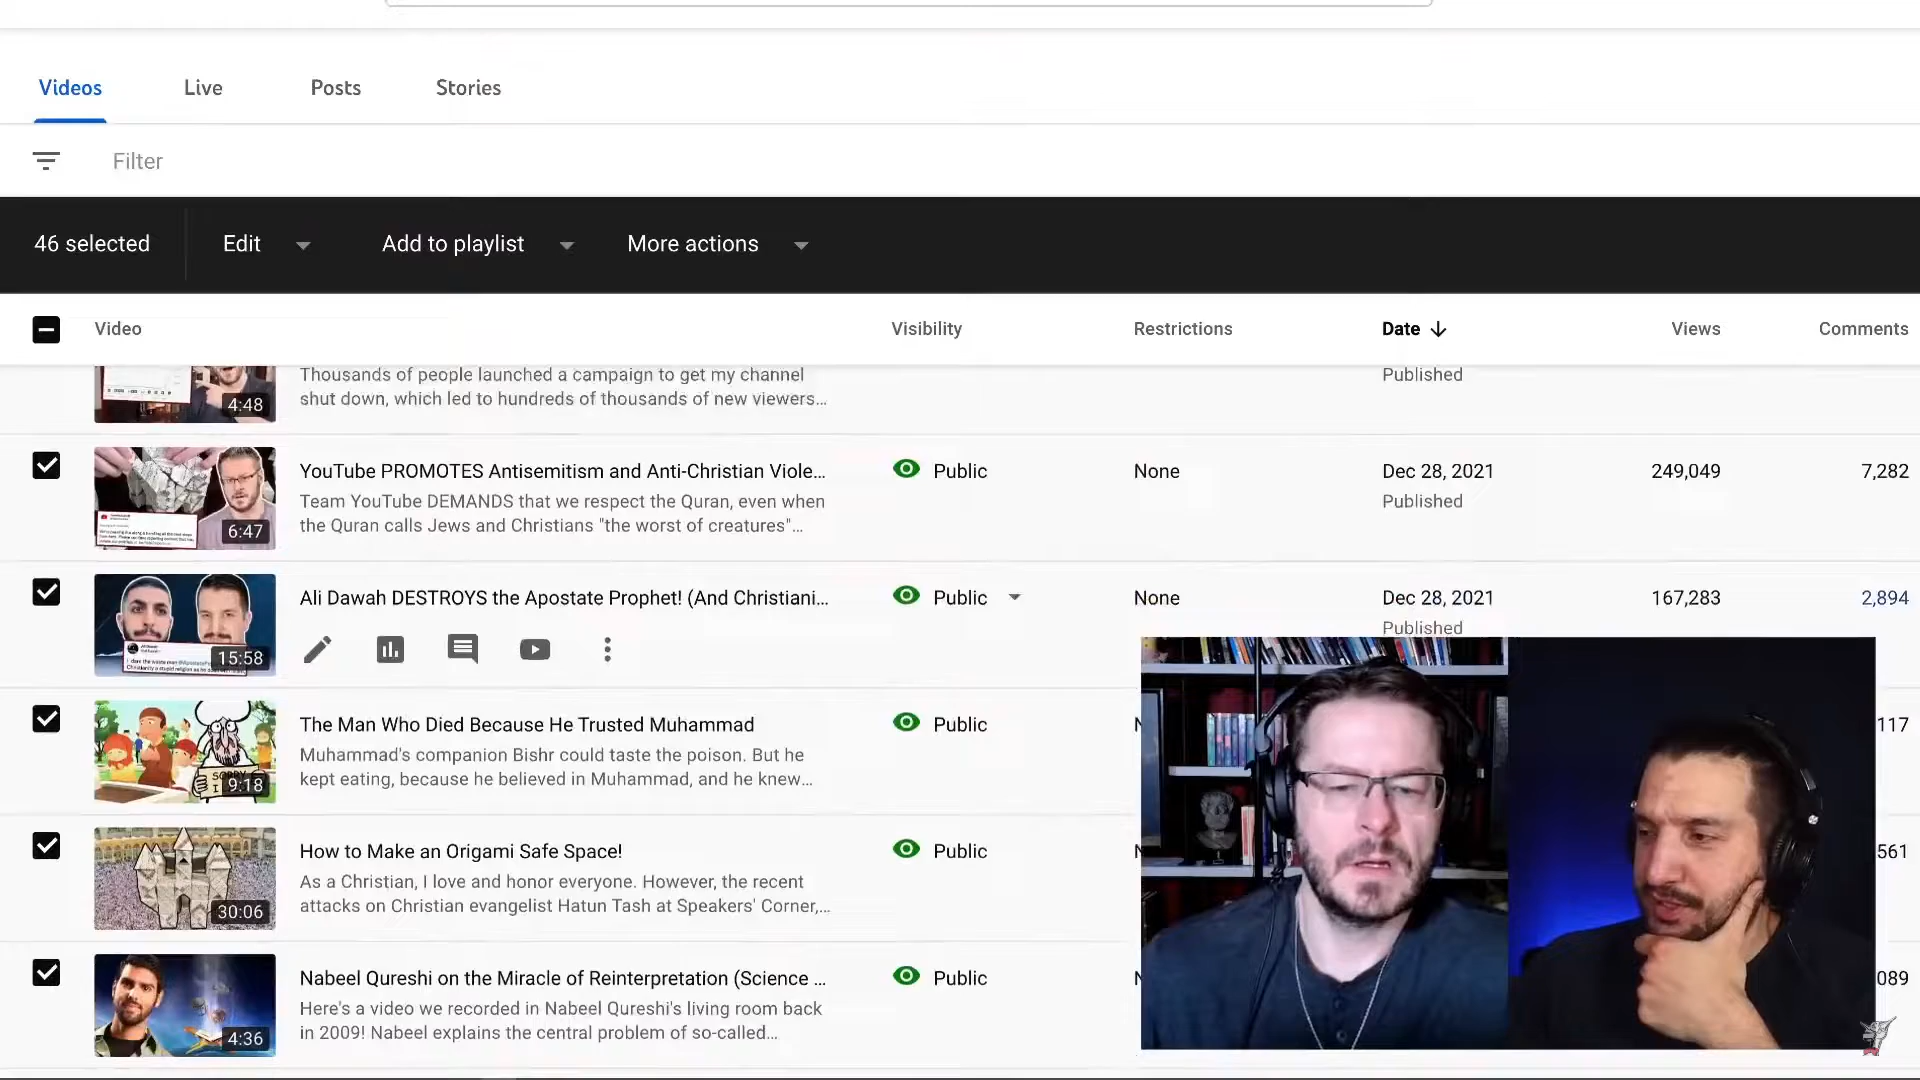 Videos
Live
Posts
Stories
Filter
46 selected
Edit
Add to playlist
More actions
Video
Visibility
Restrictions
Date
Views
Comments
4:48
Thousands of people launched a campaign to get my channel
shut down, which led to hundreds of thousands of new viewers...
Published
6:47
YouTube PROMOTES Antisemitism and Anti-Christian Viole...
Team YouTube DEMANDS that we respect the Quran, even when
the Quran calls Jews and Christians "the worst of creatures"...
Public
None
Dec 28, 2021
Published
249,049
7,282
15:58
Ali Dawah DESTROYS the Apostate Prophet! (And Christiani...
Public
None
Dec 28, 2021
Published
167,283
2,894
SORRY
I
9:18
The Man Who Died Because He Trusted Muhammad
Muhammad's companion Bishr could taste the poison. But he
kept eating, because he believed in Muhammad, and he knew...
Public
N
117
30:06
How to Make an Origami Safe Space!
As a Christian, I love and honor everyone. However, the recent
attacks on Christian evangelist Hatun Tash at Speakers' Corner,...
Public
N
561
4:36
Nabeel Qureshi on the Miracle of Reinterpretation (Science ...
Here's a video we recorded in Nabeel Qureshi's living room back
in 2009! Nabeel explains the central problem of so-called...
Public
N
089